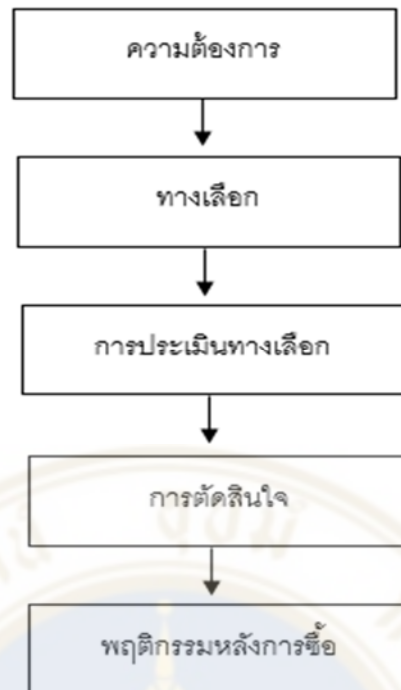 ความต้องการ
ทางเลือก
การประเมินทางเลือก
การตัดสินใจ
พฤติกรรมหลังการซื้อ